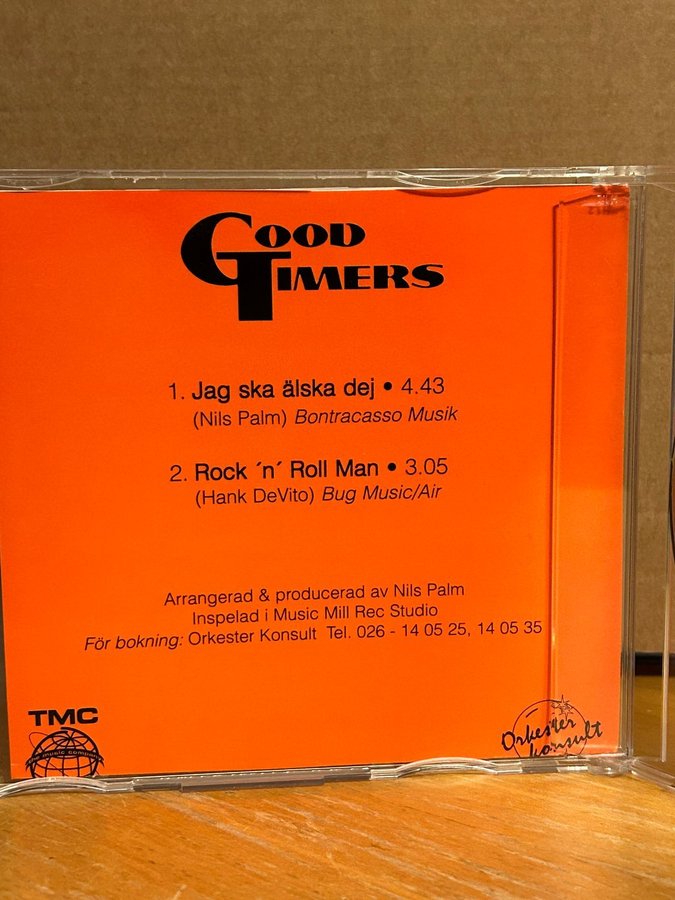 GOOD
TIMERS
1. Jag ska älska dej • 4.43
(Nils Palm) Bontracasso Musik
2. Rock ´n´ Roll Man • 3.05
(Hank DeVito) Bug Music/Air
Arrangerad & producerad av Nils Palm
Inspelad i Music Mill Rec Studio
För bokning: Orkester Konsult Tel. 026 - 14 05 25, 14 05 35
TMC
music company
Orkester
Konsult